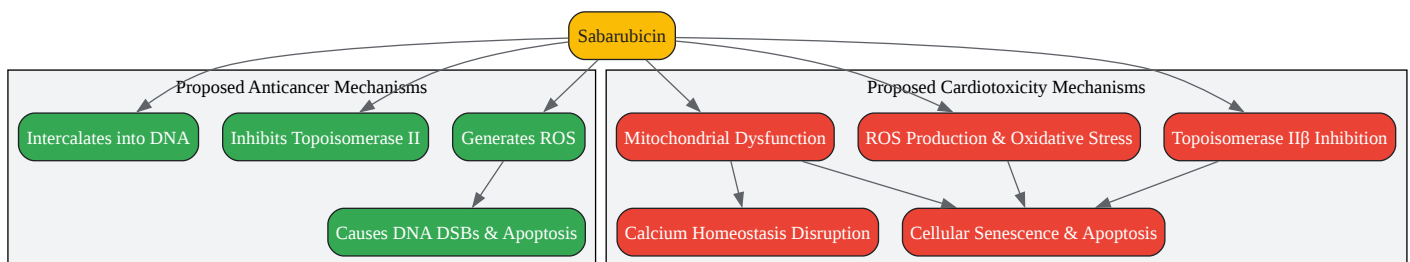 Sabarubicin
Proposed Anticancer Mechanisms
Proposed Cardiotoxicity Mechanisms
Intercalates into DNA
Inhibits Topoisomerase II
Generates ROS
Mitochondrial Dysfunction
ROS Production & Oxidative Stress
Topoisomerase IIβ Inhibition
Causes DNA DSBs & Apoptosis
Calcium Homeostasis Disruption
Cellular Senescence & Apoptosis